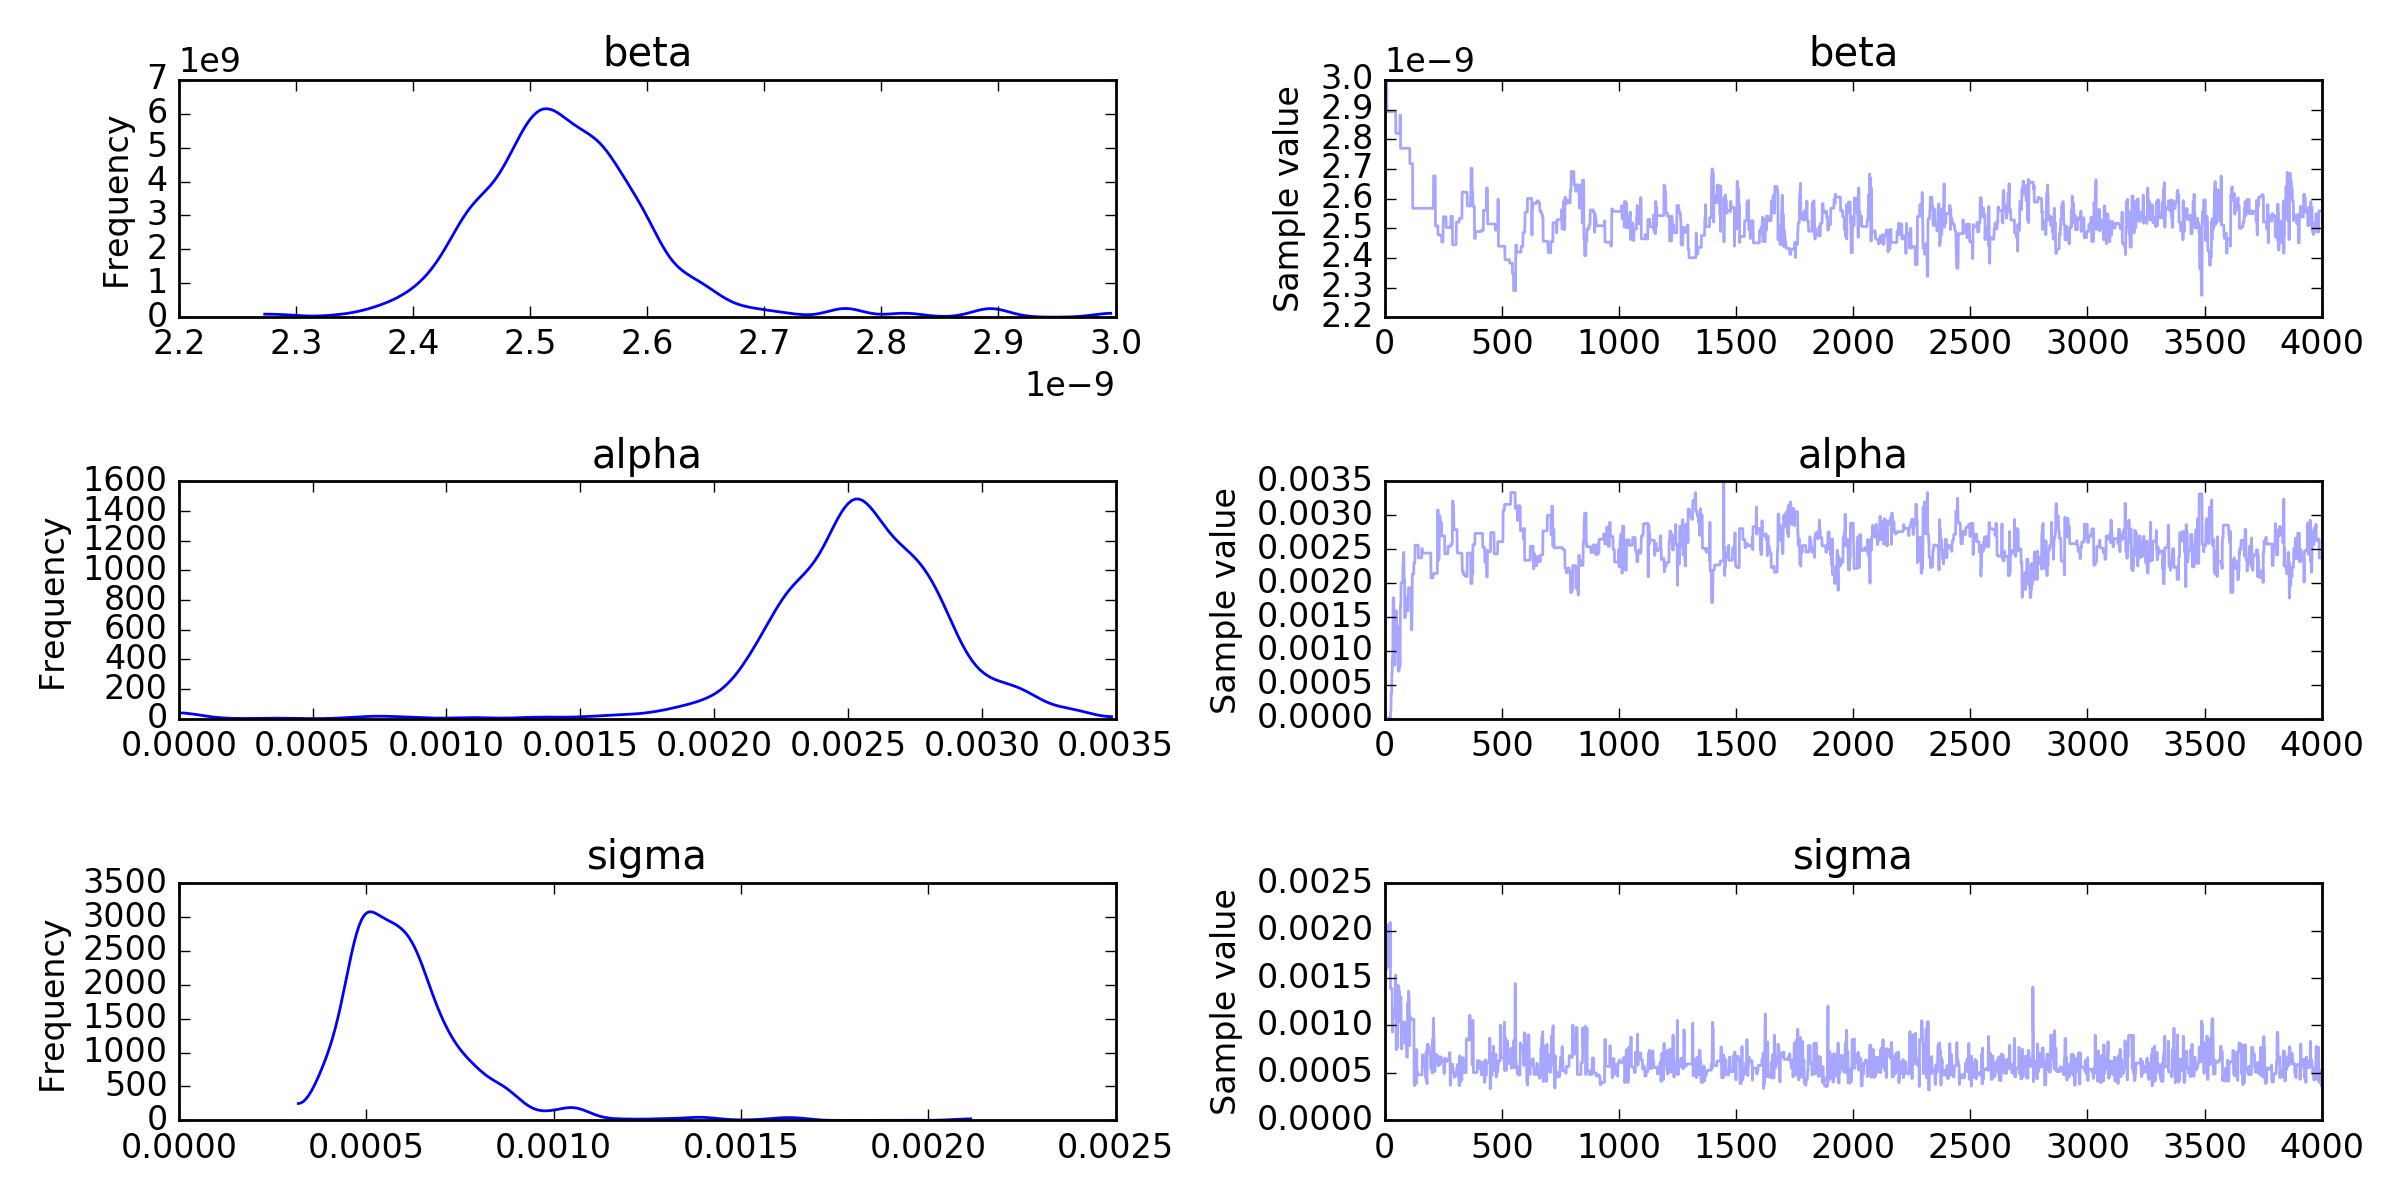 beta
1e9
7
6
5
4
3
2
1
0
Frequency
2.2 2.3 2.4 2.5 2.6 2.7 2.8 2.9 3.0
1e−9
beta
1e−9
3.0
2.9
2.8
2.7
2.6
2.5
2.4
2.3
2.2
Sample value
0 500 1000 1500 2000 2500 3000 3500 4000
alpha
1600
1400
1200
1000
800
600
400
200
0
Frequency
0.0000 0.0005 0.0010 0.0015 0.0020 0.0025 0.0030 0.0035
alpha
0.0035
0.0030
0.0025
0.0020
0.0015
0.0010
0.0005
0.0000
Sample value
0 500 1000 1500 2000 2500 3000 3500 4000
sigma
3500
3000
2500
2000
1500
1000
500
0
Frequency
0.0000 0.0005 0.0010 0.0015 0.0020 0.0025
sigma
0.0025
0.0020
0.0015
0.0010
0.0005
0.0000
Sample value
0 500 1000 1500 2000 2500 3000 3500 4000